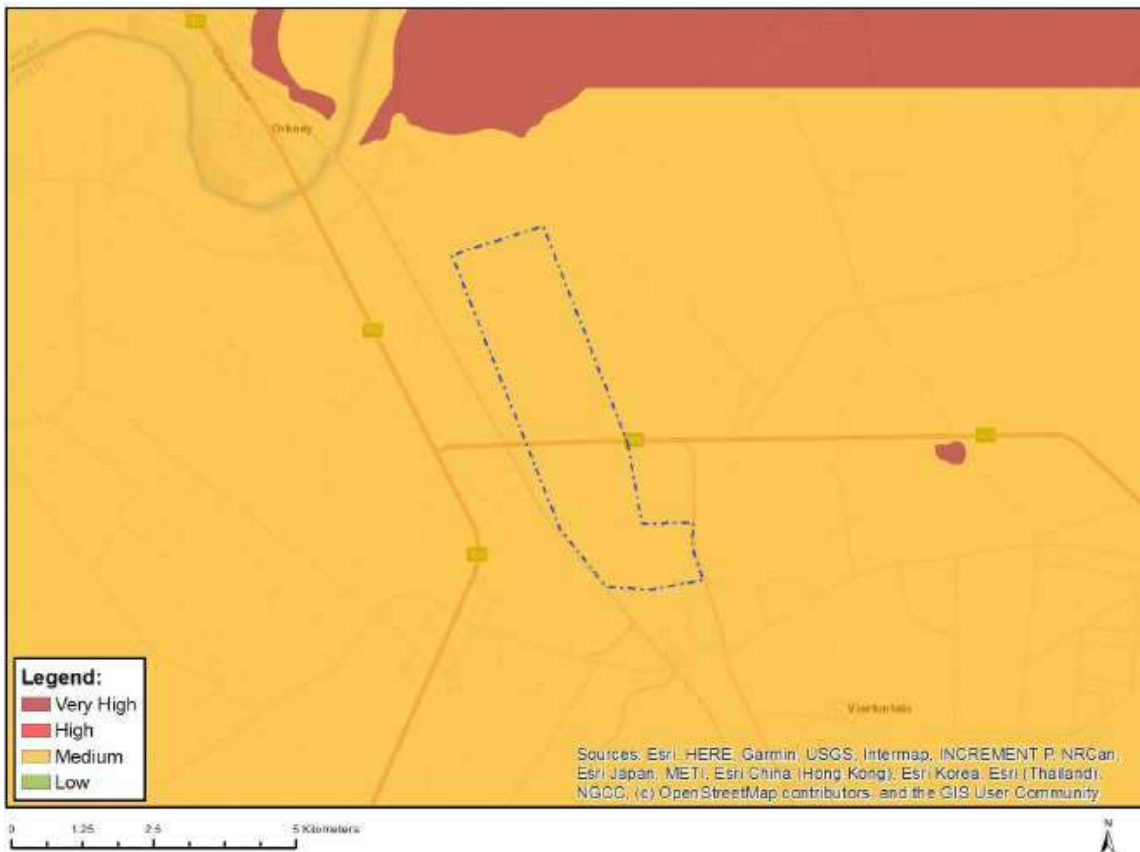 Orkney
Legend:
Very High
High
Medium
Low
Vierfontein
Sources: Esri, HERE, Garmin, USGS, Intermap, INCREMENT P, NRCan,
Esri Japan, METI, Esri China (Hong Kong), Esri Korea, Esri (Thailand),
NGCC, (c) OpenStreetMap contributors, and the GIS User Community
0 1.25 2.5 5 Kilometers
N